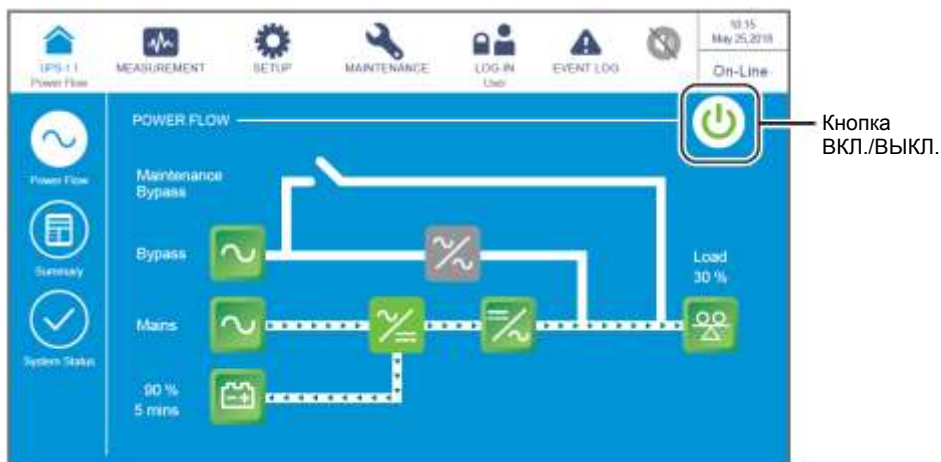 10:15
May 25,2018
UPS-1.1
MEASUREMENT
SETUP
MAINTENANCE
LOG-IN
EVENT LOG
Power Flow
User
On-Line
POWER FLOW
Кнопка
ВКЛ./ВЫКЛ.
Power Flow
Maintenance
Bypass
Summary
Bypass
Load
30 %
Mains
System Status
90 %
5 mins